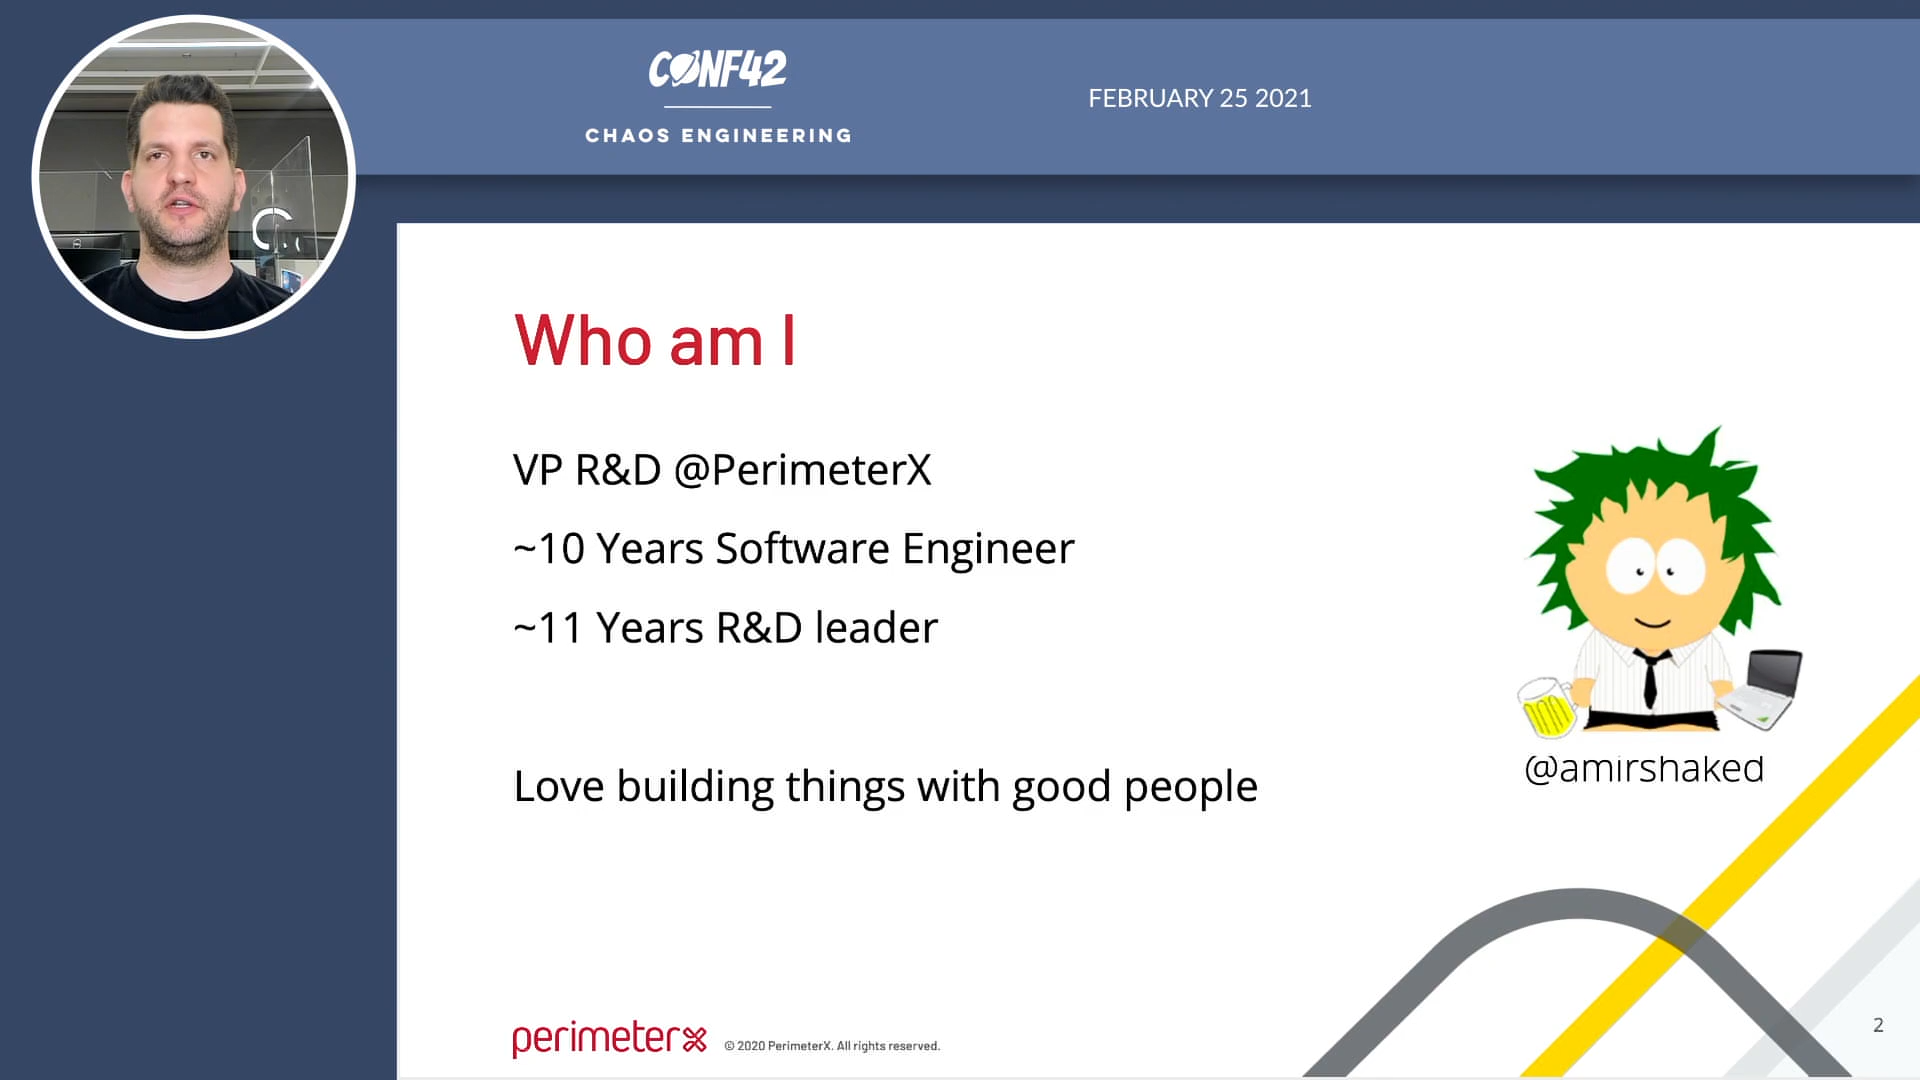 CONF42
CHAOS ENGINEERING
FEBRUARY 25 2021
Who am I
VP R&D @PerimeterX
~10 Years Software Engineer
~11 Years R&D leader
Love building things with good people
@amirshaked
perimeterx
© 2020 PerimeterX. All rights reserved.
2